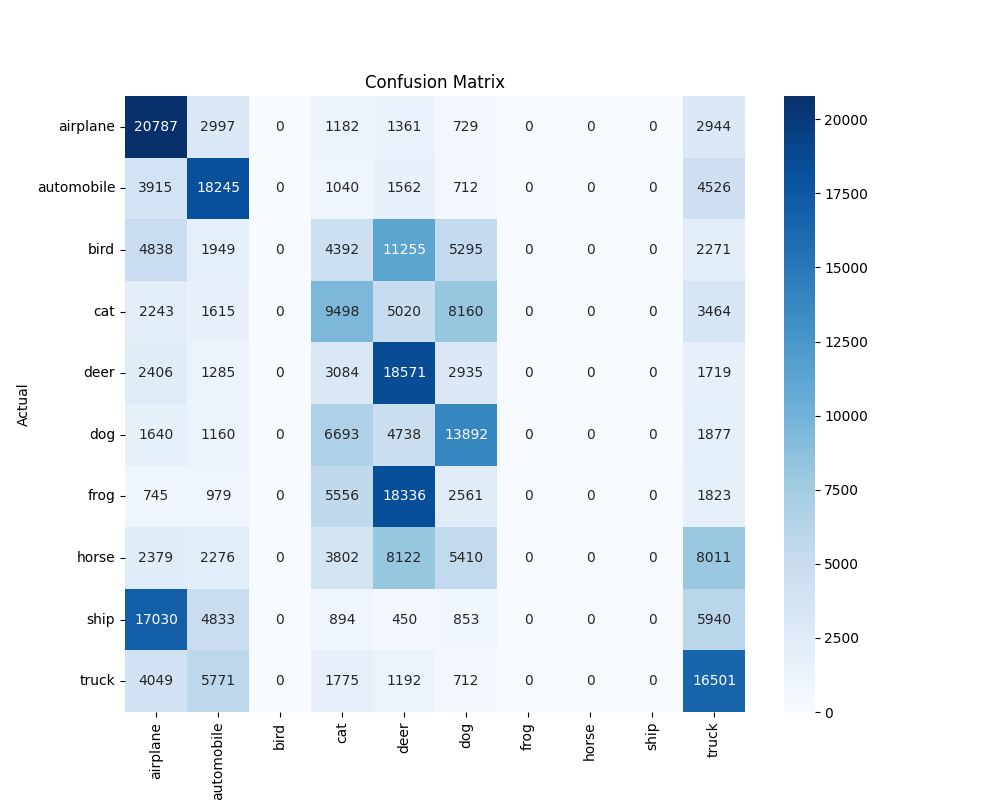 Confusion Matrix
airplane 20787 2997 0 1182 1361 729 0 0 0 2944
automobile 3915 18245 0 1040 1562 712 0 0 0 4526
bird 4838 1949 0 4392 11255 5295 0 0 0 2271
cat 2243 1615 0 9498 5020 8160 0 0 0 3464
deer 2406 1285 0 3084 18571 2935 0 0 0 1719
dog 1640 1160 0 6693 4738 13892 0 0 0 1877
frog 745 979 0 5556 18336 2561 0 0 0 1823
horse 2379 2276 0 3802 8122 5410 0 0 0 8011
ship 17030 4833 0 894 450 853 0 0 0 5940
truck 4049 5771 0 1775 1192 712 0 0 0 16501
Actual
airplane automobile bird cat deer dog frog horse ship truck
20000
17500
15000
12500
10000
7500
5000
2500
0